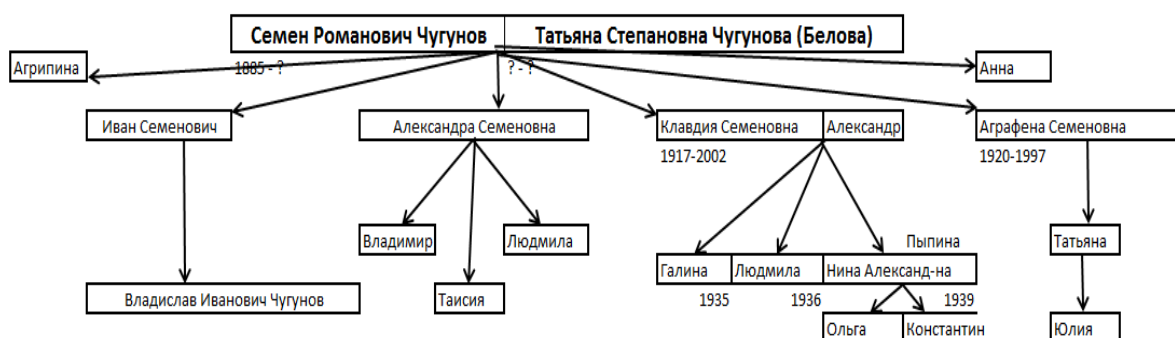 Семен Романович Чугунов Татьяна Степановна Чугунова (Белова)
Агрипина 1885 - ? ? - ? Анна
Иван Семенович Александра Семеновна Клавдия Семеновна Александр Аграфена Семеновна
1917-2002 1920-1997
Владимир Людмила Пыпина Татьяна
Галина Людмила Нина Александ-на
Владислав Иванович Чугунов Таисия 1935 1936 1939
Ольга Константин Юлия